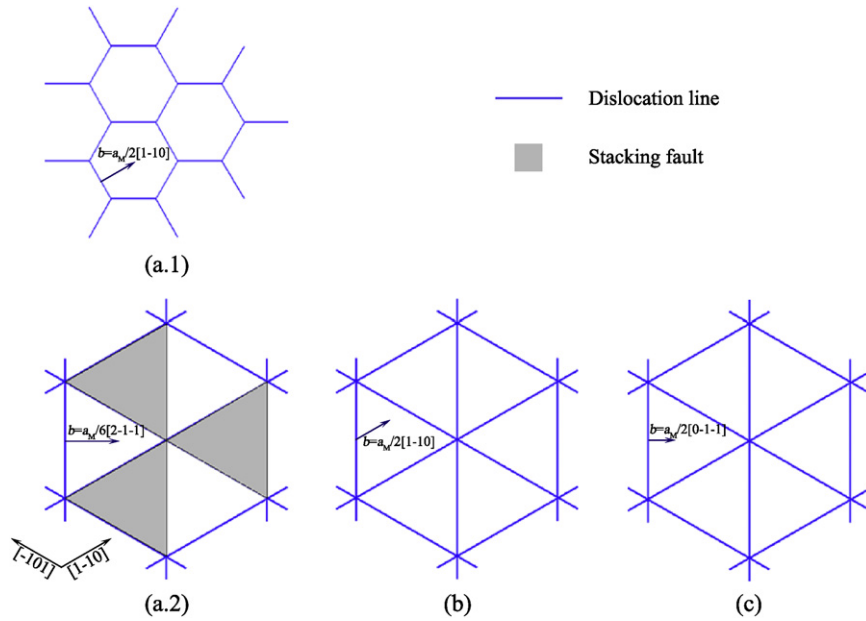 Dislocation line
Stacking fault
b=aM/2[1-10]
(a.1)
b=aM/6[2-1-1]
b=aM/2[1-10]
b=aM/2[0-1-1]
[-101]
[1-10]
(a.2)
(b)
(c)